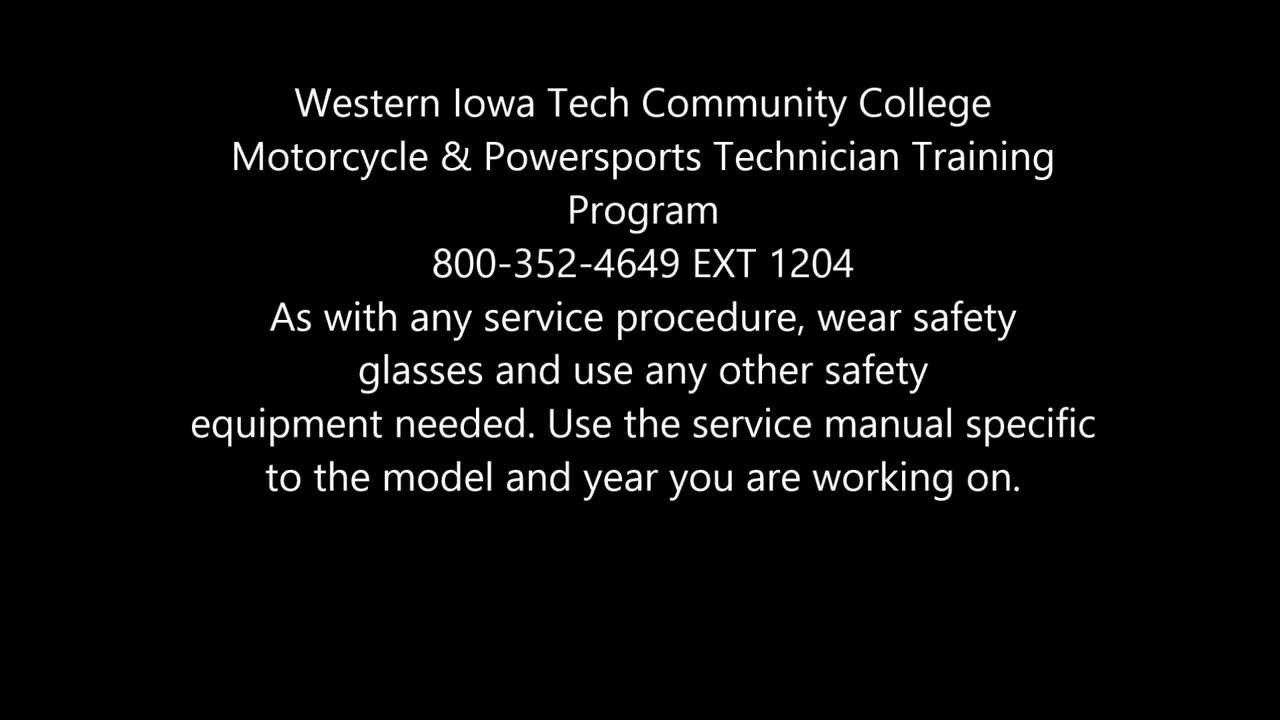 Western Iowa Tech Community College
Motorcycle & Powersports Technician Training
Program
800-352-4649 EXT 1204
As with any service procedure, wear safety
glasses and use any other safety
equipment needed. Use the service manual specific
to the model and year you are working on.